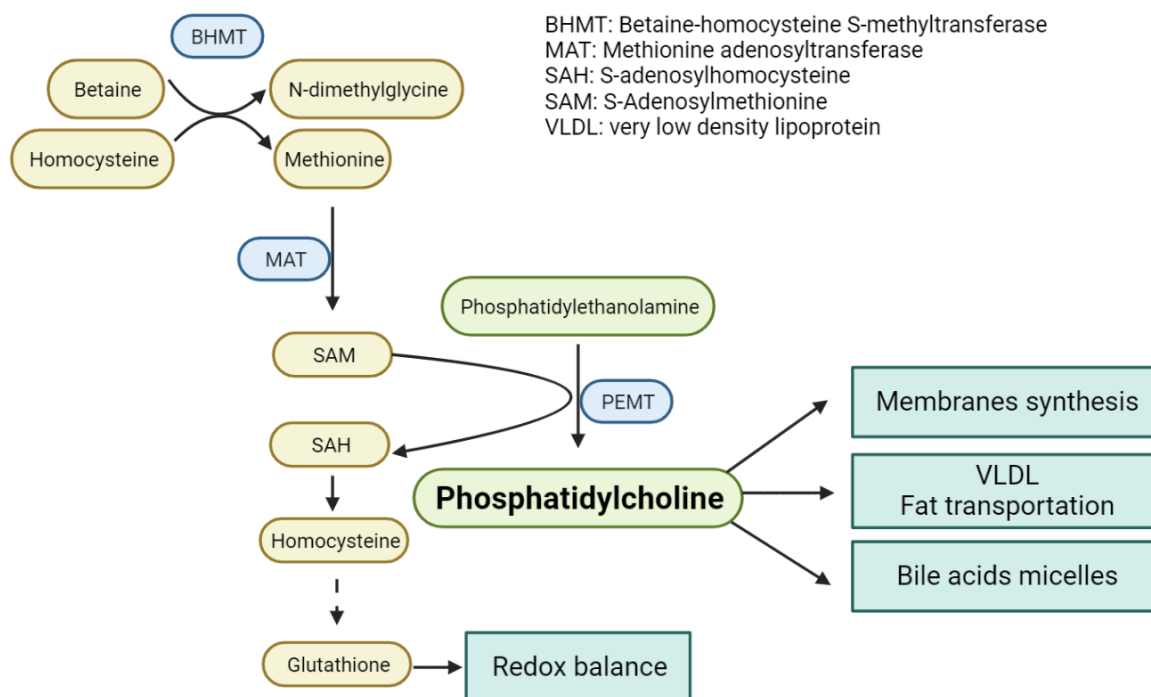 BHMT
BHMT: Betaine-homocysteine S-methyltransferase
MAT: Methionine adenosyltransferase
SAH: S-adenosylhomocysteine
SAM: S-Adenosylmethionine
VLDL: very low density lipoprotein
Betaine
N-dimethylglycine
Homocysteine
Methionine
MAT
Phosphatidylethanolamine
SAM
PEMT
SAH
Phosphatidylcholine
Membranes synthesis
VLDL
Fat transportation
Bile acids micelles
Homocysteine
Glutathione
Redox balance